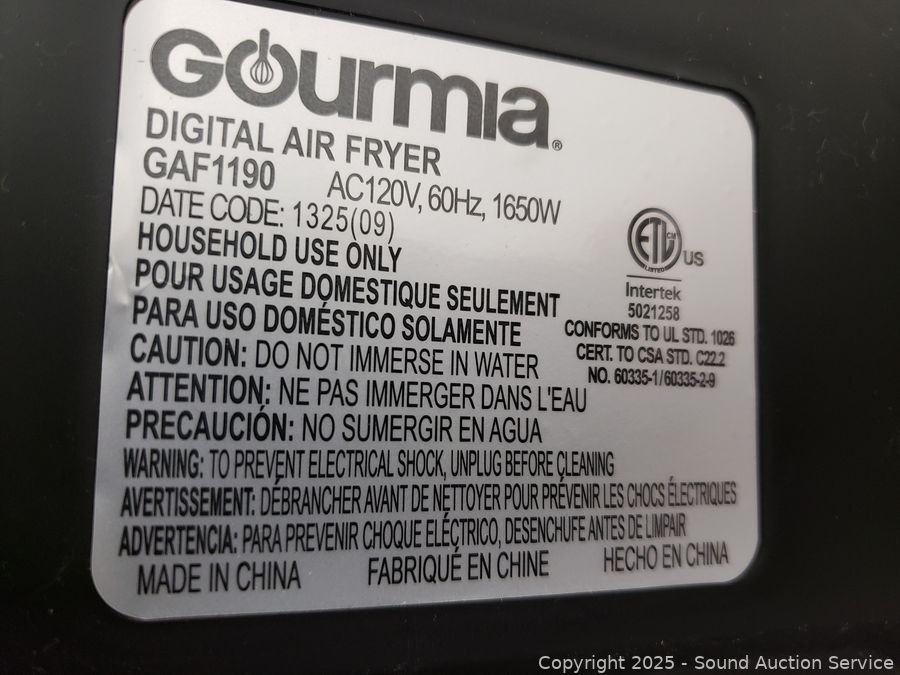 GOurmia®
DIGITAL AIR FRYER
GAF1190 AC120V, 60Hz, 1650W
DATE CODE: 1325(09)
HOUSEHOLD USE ONLY
POUR USAGE DOMESTIQUE SEULEMENT
PARA USO DOMÉSTICO SOLAMENTE
CAUTION: DO NOT IMMERSE IN WATER
ATTENTION: NE PAS IMMERGER DANS L'EAU
PRECAUCIÓN: NO SUMERGIR EN AGUA
WARNING: TO PREVENT ELECTRICAL SHOCK, UNPLUG BEFORE CLEANING
AVERTISSEMENT: DÉBRANCHER AVANT DE NETTOYER POUR PRÉVENIR LES CHOCS ÉLECTRIQUES
ADVERTENCIA: PARA PREVENIR CHOQUE ELÉCTRICO, DESENCHUFE ANTES DE LIMPAIR
MADE IN CHINA FABRIQUÉ EN CHINE HECHO EN CHINA
ETL CM US
LISTED
Intertek
5021258
CONFORMS TO UL STD. 1026
CERT. TO CSA STD. C22.2
NO. 60335-1/60335-2-9
Copyright 2025 - Sound Auction Service